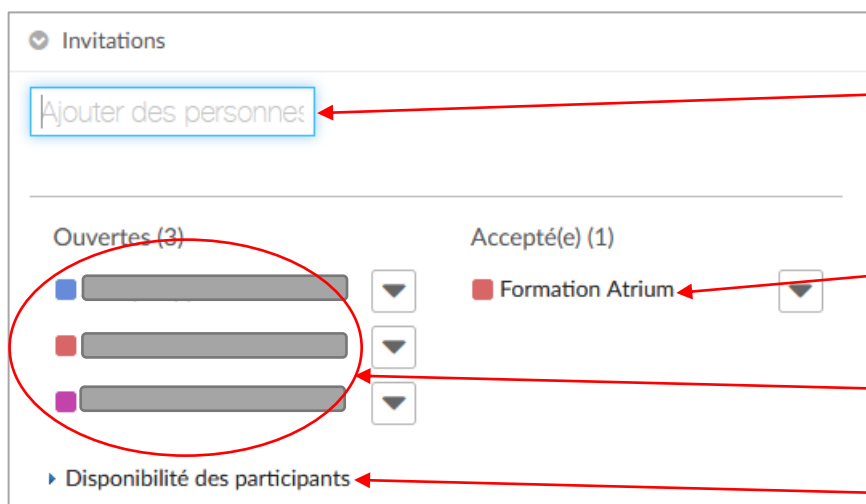 Invitations
Ajouter des personnes
Ouvertes (3)
Accepté(e) (1)
Formation Atrium
Disponibilité des participants